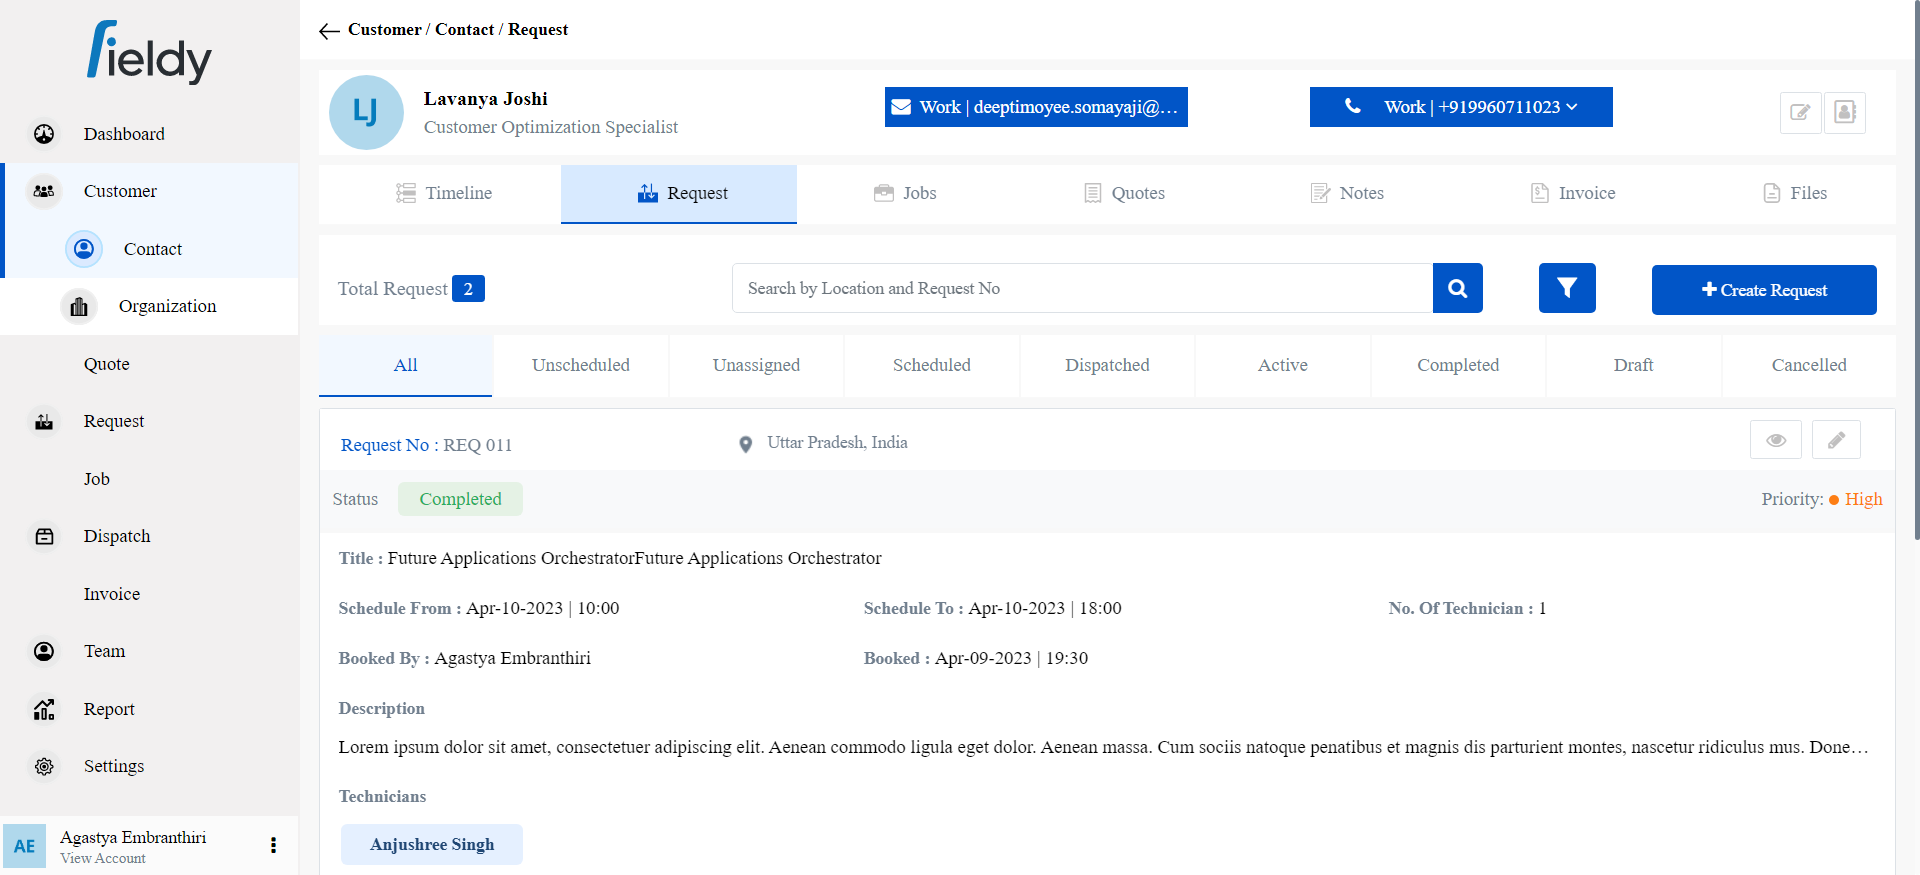 fieldy
Dashboard
Customer
Contact
Organization
Quote
Request
Job
Dispatch
Invoice
Team
Report
Settings
AE
Agastya Embranthiri
View Account
Customer / Contact / Request
LJ
Lavanya Joshi
Customer Optimization Specialist
Work | deeptimoyee.somayaji@...
Work | +919960711023
Timeline
Request
Jobs
Quotes
Notes
Invoice
Files
Total Request 2
Search by Location and Request No
Create Request
All
Unscheduled
Unassigned
Scheduled
Dispatched
Active
Completed
Draft
Cancelled
Request No : REQ 011
Uttar Pradesh, India
Status Completed
Priority: High
Title : Future Applications OrchestratorFuture Applications Orchestrator
Schedule From : Apr-10-2023 | 10:00
Schedule To : Apr-10-2023 | 18:00
No. Of Technician : 1
Booked By : Agastya Embranthiri
Booked : Apr-09-2023 | 19:30
Description
Lorem ipsum dolor sit amet, consectetuer adipiscing elit. Aenean commodo ligula eget dolor. Aenean massa. Cum sociis natoque penatibus et magnis dis parturient montes, nascetur ridiculus mus. Done...
Technicians
Anjushree Singh